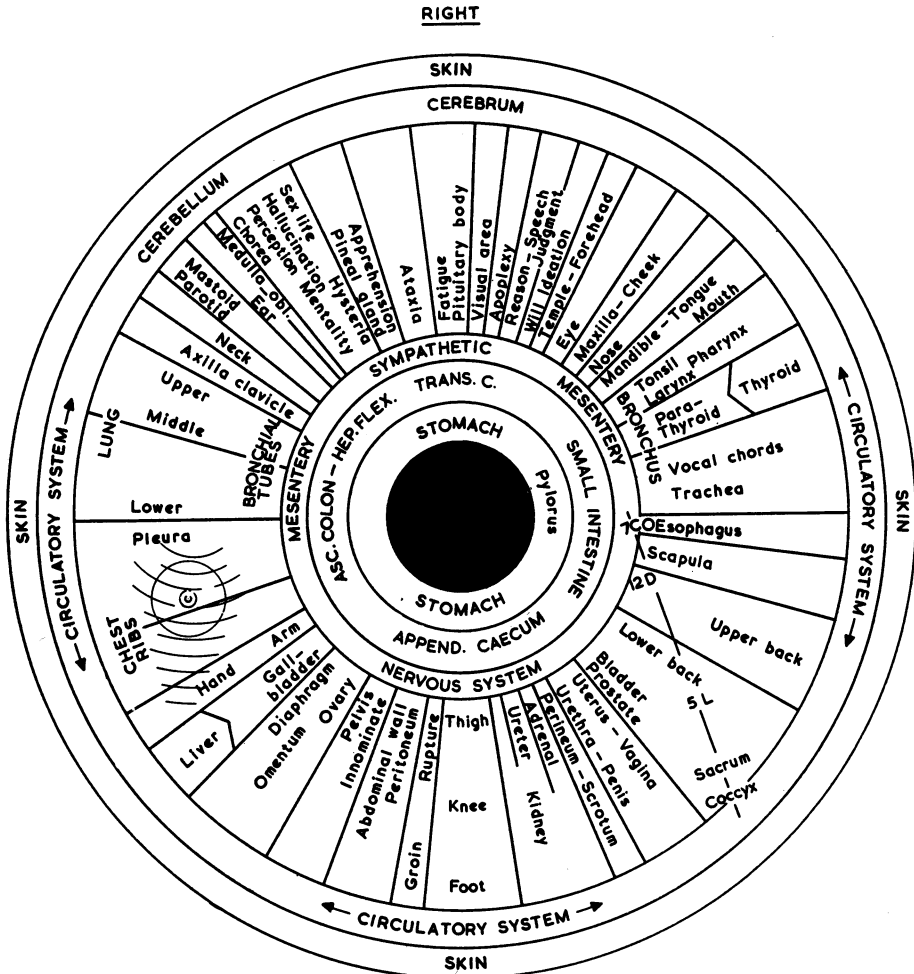 RIGHT
SKIN
CEREBRUM
CEREBELLUM
Fatigue
Pituitary body
Visual area
Apoplexy
Reason – Speech
Judgment
Will Ideation
Temple – Forehead
Eye
Maxilla – Cheek
Nose
Mandible – Tongue
Mouth
Tonsil
Larynx Pharynx
Para-
Thyroid
Thyroid
Vocal chords
Trachea
Esophagus
7C
Scapula
12D
Upper back
Lower back
5L
Sacrum
Coccyx
Bladder
Prostate
Uterus – Vagina
Urethra – Penis
Perineum – Scrotum
Adrenal
Ureter
Kidney
Thigh
Knee
Foot
Rupture
Groin
Peritoneum
Abdominal wall
Innominate
Pelvis
Ovary
Diaphragm
Omentum
Gall-
bladder
Liver
Arm
Hand
CHEST
RIBS
C
Pleura
Lower
Middle
Upper
LUNG
BRONCHIAL
TUBES
Axilla clavicle
Neck
Parotid
Mastoid
Ear
Medulla obl.
Chorea
Perception Mentality
Hallucination
Sex life
Hysteria
Pineal gland
Apprehension
Ataxia
SYMPATHETIC
MESENTERY
BRONCHUS
MESENTERY
NERVOUS SYSTEM
TRANS. C.
ASC. COLON – HEP. FLEX.
SMALL INTESTINE
APPEND. CAECUM
STOMACH
Pylorus
STOMACH
CIRCULATORY SYSTEM
SKIN
CIRCULATORY SYSTEM
SKIN
CIRCULATORY SYSTEM
SKIN